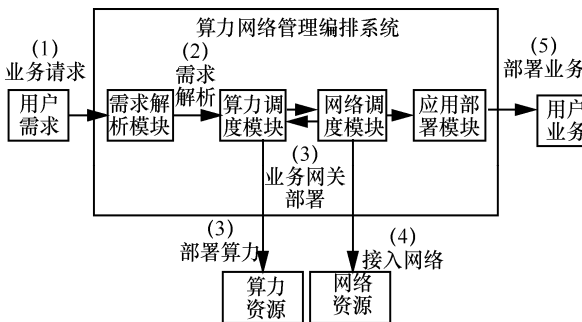 算力网络管理编排系统
(1)
业务请求
用户
需求
需求解
析模块
(2)
需求
解析
算力调
度模块
网络调
度模块
应用部
署模块
(5)
部署业务
用户
业务
(3)
业务网关
部署
(3)
部署算力
(4)
接入网络
算力
资源
网络
资源